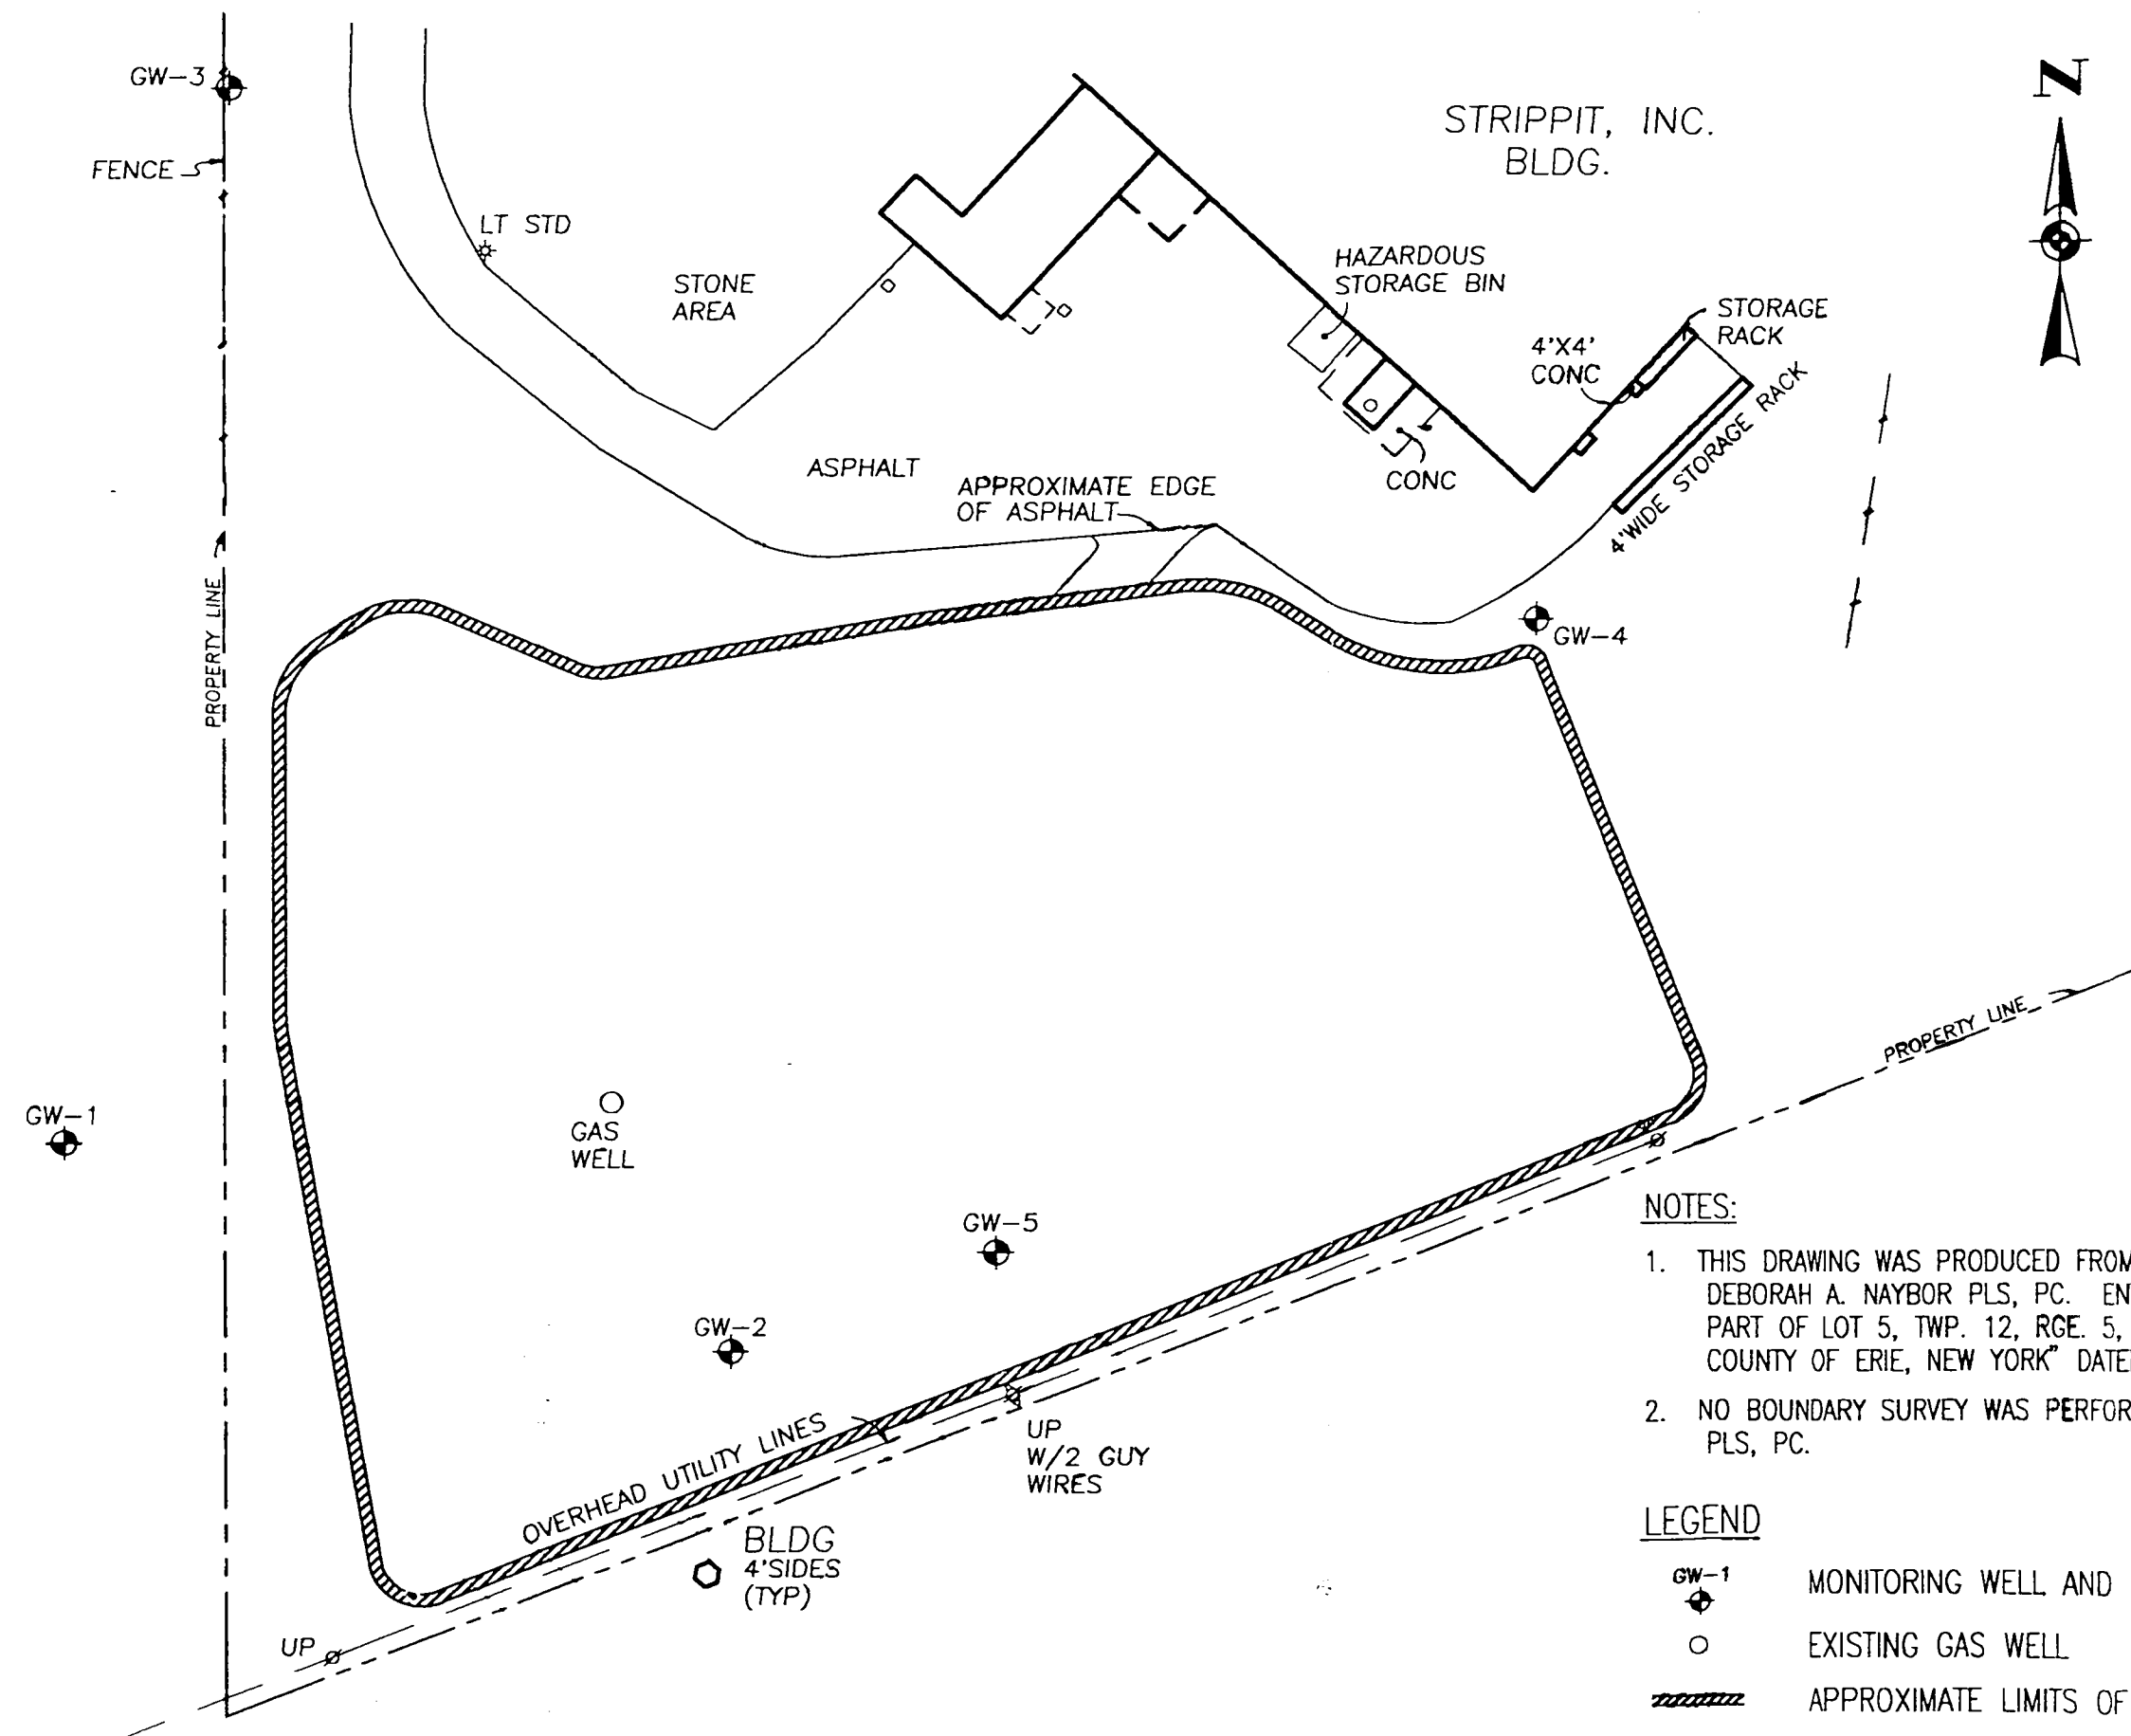 GW-3
FENCE
LT STD
STONE
AREA
STRIPPIT, INC.
BLDG.
N
HAZARDOUS
STORAGE BIN
STORAGE
RACK
4'X4'
CONC
4'WIDE STORAGE RACK
CONC
ASPHALT
APPROXIMATE EDGE
OF ASPHALT
PROPERTY LINE
GW-4
GW-1
GAS
WELL
GW-5
GW-2
PROPERTY LINE
OVERHEAD UTILITY LINES
UP
W/2 GUY
WIRES
BLDG
4'SIDES
(TYP)
UP
NOTES:
1. THIS DRAWING WAS PRODUCED FROM
DEBORAH A. NAYBOR PLS, PC. EN
PART OF LOT 5, TWP. 12, RGE. 5,
COUNTY OF ERIE, NEW YORK" DATE
2. NO BOUNDARY SURVEY WAS PERFOR
PLS, PC.
LEGEND
GW-1
MONITORING WELL AND
EXISTING GAS WELL
APPROXIMATE LIMITS OF